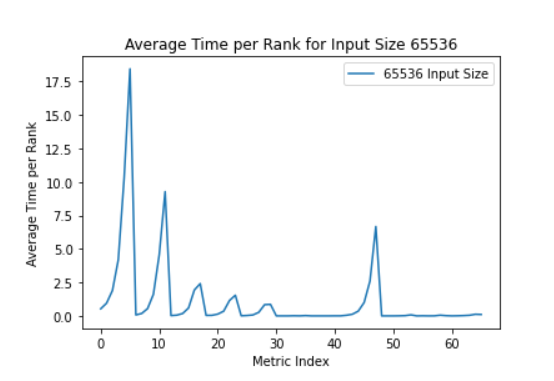 Average Time per Rank for Input Size 65536
65536 Input Size
Average Time per Rank
17.5
15.0
12.5
10.0
7.5
5.0
2.5
0.0
0 10 20 30 40 50 60
Metric Index